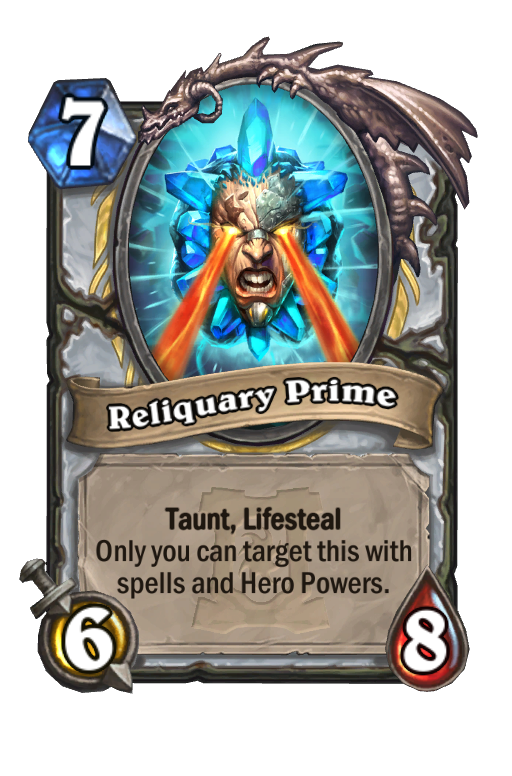 7
Reliquary Prime
Taunt, Lifesteal
Only you can target this with
spells and Hero Powers.
6
8